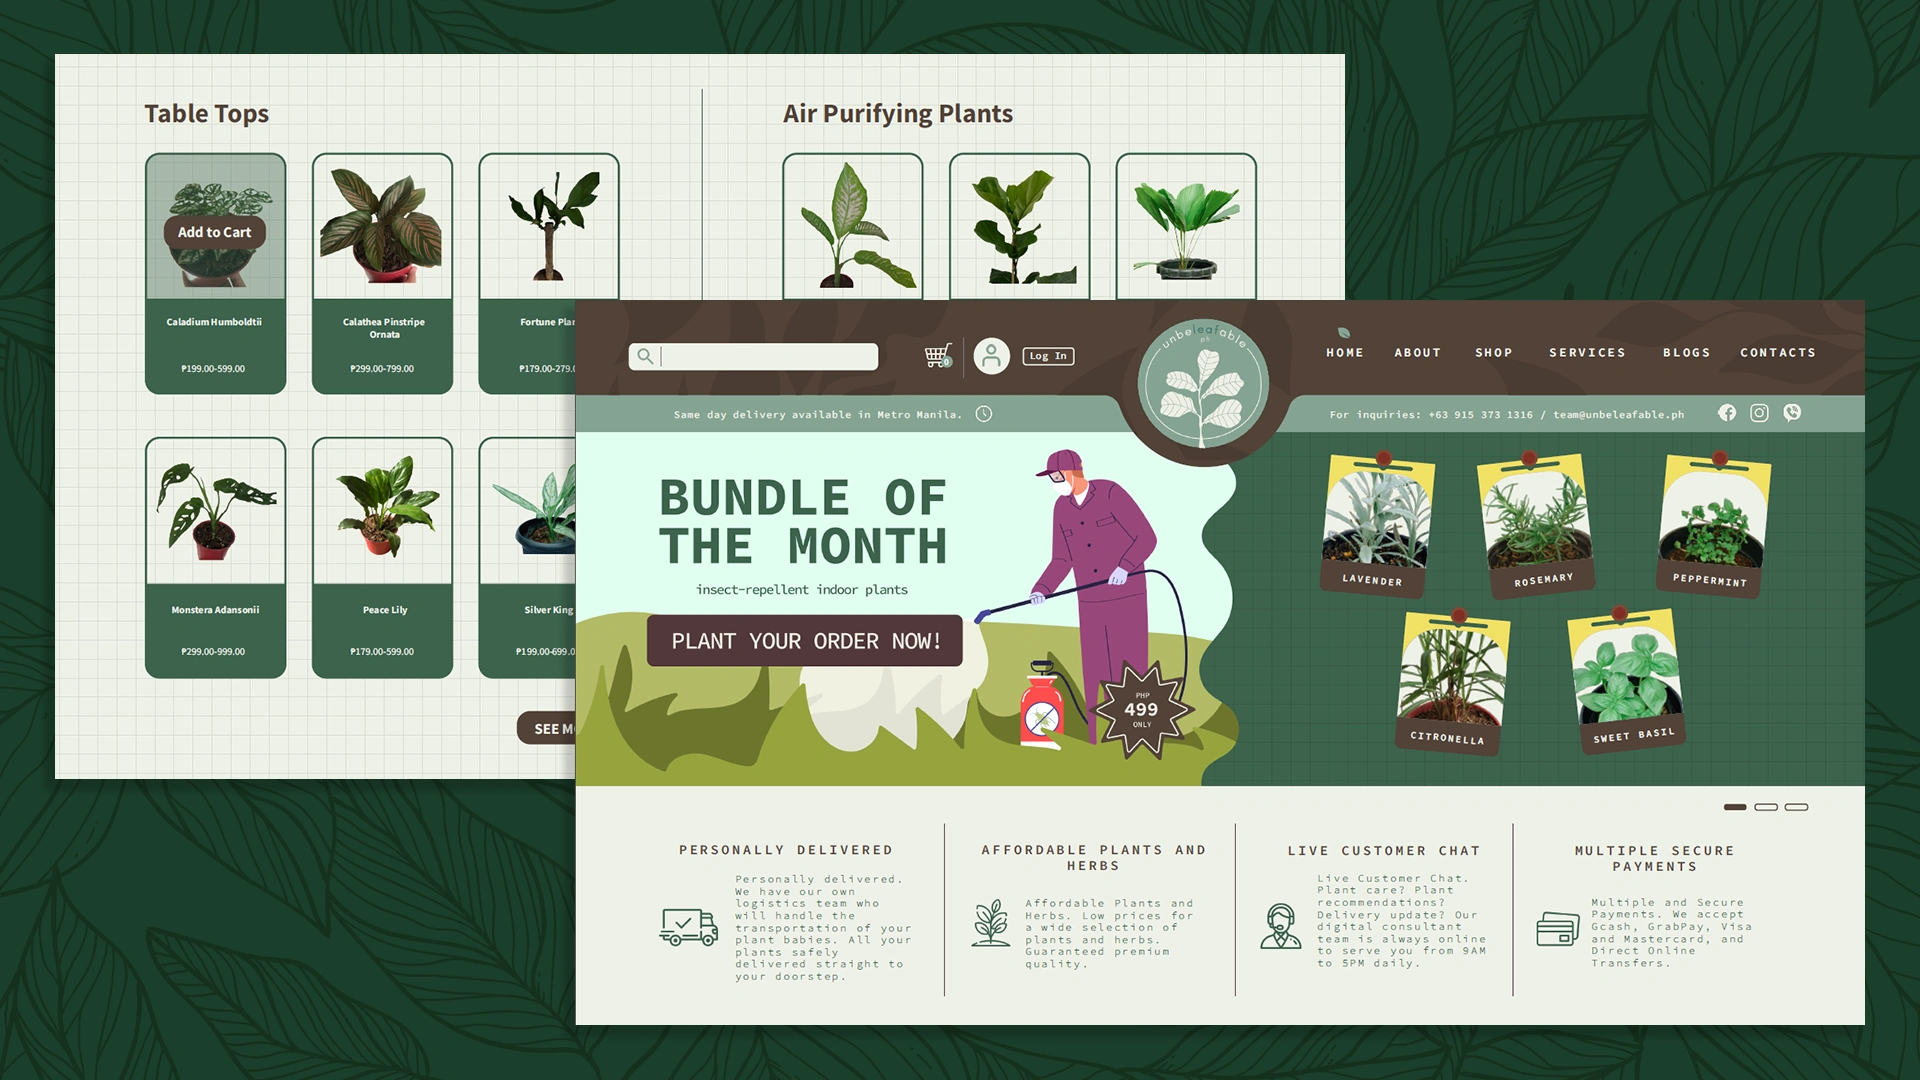 Table Tops
Air Purifying Plants
Add to Cart
Caladium Humboldtii
₱199.00-599.00
Calathea Pinstripe
Ornata
₱299.00-799.00
Fortune
₱179.00-279.
Monstera Adansonii
₱299.00-999.00
Peace Lily
₱179.00-599.00
Silver King
₱199.00-699.0
SEE
0
Log In
unbeleafable
ph
HOME
ABOUT
SHOP
SERVICES
BLOGS
CONTACTS
Same day delivery available in Metro Manila.
For inquiries: +63 915 373 1316 / team@unbeleafable.ph
BUNDLE OF
THE MONTH
insect-repellent indoor plants
PLANT YOUR ORDER NOW!
PHP
499
ONLY
LAVENDER
ROSEMARY
PEPPERMINT
CITRONELLA
SWEET BASIL
PERSONALLY DELIVERED
Personally delivered.
We have our own
logistics team who
will handle the
transportation of your
plant babies. All your
plants safely
delivered straight to
your doorstep.
AFFORDABLE PLANTS AND
HERBS
Affordable Plants and
Herbs. Low prices for
a wide selection of
plants and herbs.
Guaranteed premium
quality.
LIVE CUSTOMER CHAT
Live Customer Chat.
Plant care? Plant
recommendations?
Delivery update? Our
digital consultant
team is always online
to serve you from 9AM
to 5PM daily.
MULTIPLE SECURE
PAYMENTS
Multiple and Secure
Payments. We accept
Gcash, GrabPay, Visa
and Mastercard, and
Direct Online
Transfers.